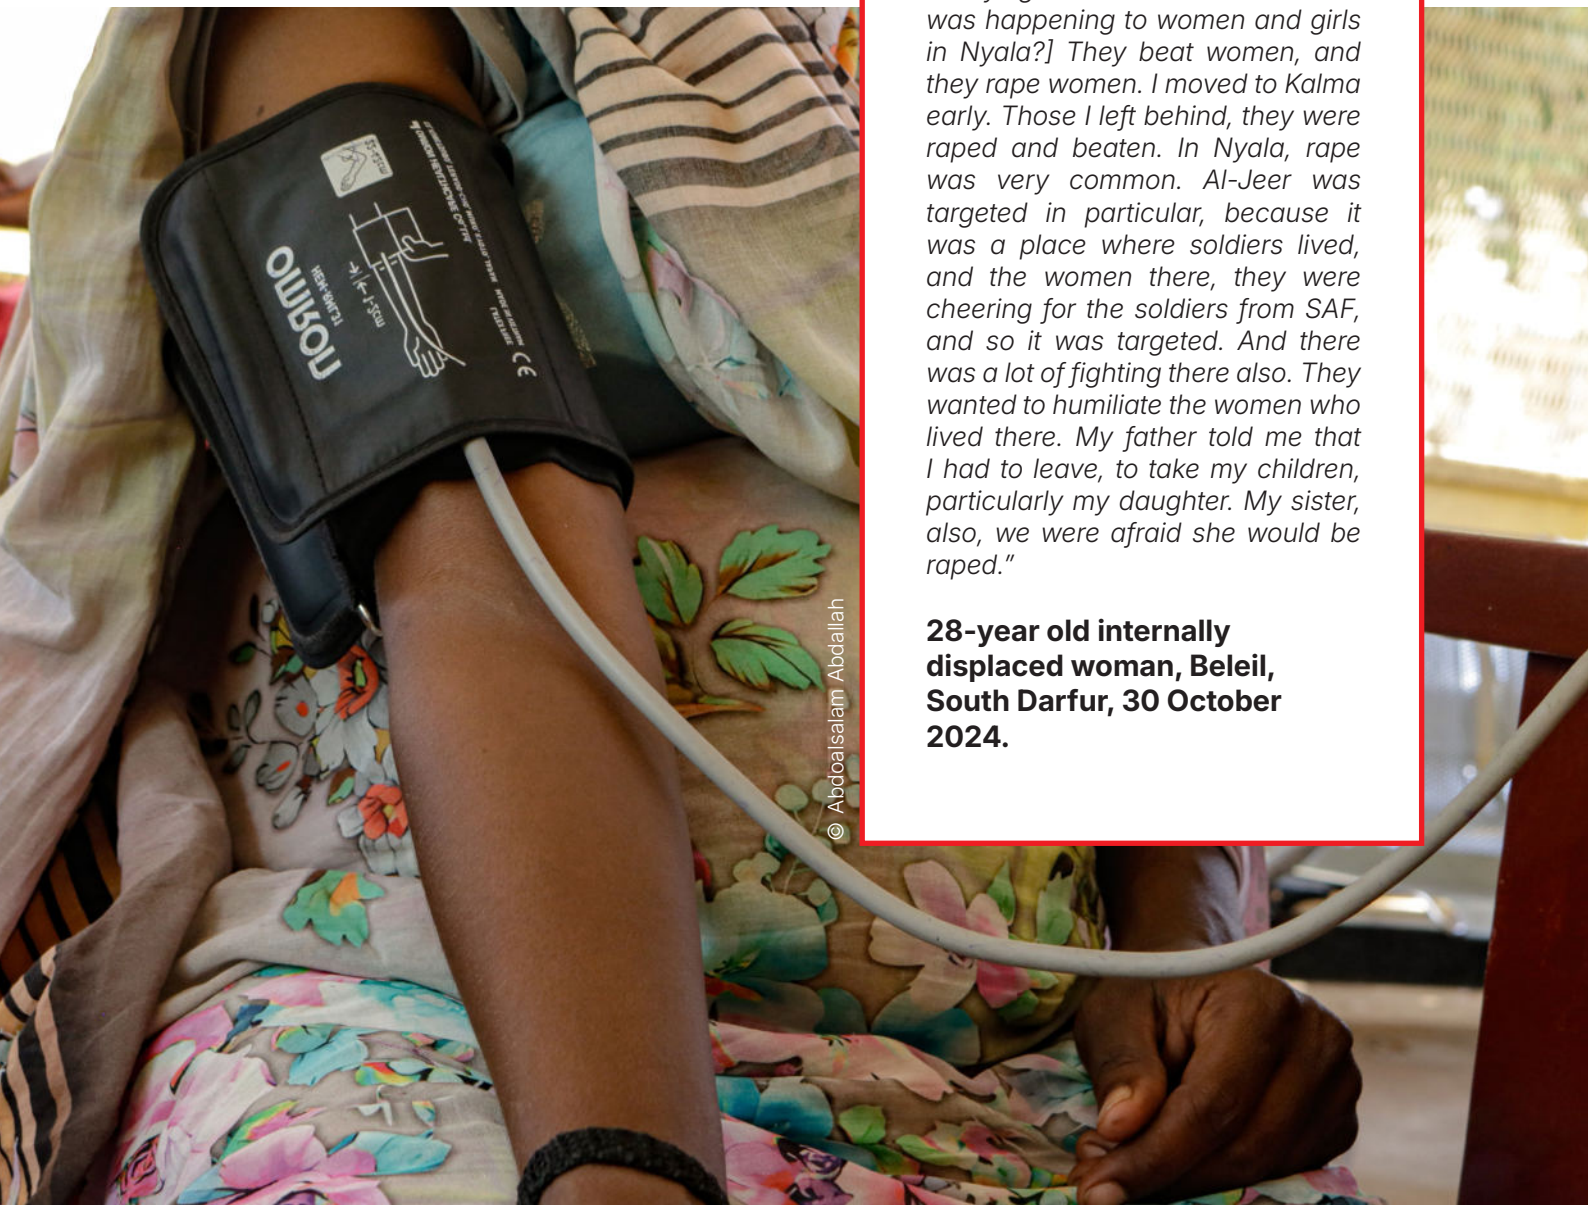 was happening to women and girls
in Nyala?] They beat women, and
they rape women. I moved to Kalma
early. Those I left behind, they were
raped and beaten. In Nyala, rape
was very common. Al-Jeer was
targeted in particular, because it
was a place where soldiers lived,
and the women there, they were
cheering for the soldiers from SAF,
and so it was targeted. And there
was a lot of fighting there also. They
wanted to humiliate the women who
lived there. My father told me that
I had to leave, to take my children,
particularly my daughter. My sister,
also, we were afraid she would be
raped.”
28-year old internally
displaced woman, Beleil,
South Darfur, 30 October
2024.
© Abdoalsalam Abdallah
OMRON
1-2cm
CE